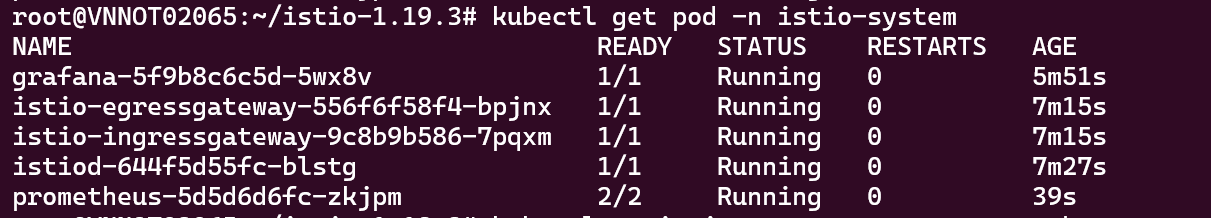 root@VNNOT02065:~/istio-1.19.3# kubectl get pod -n istio-system
NAME READY STATUS RESTARTS AGE
grafana-5f9b8c6c5d-5wx8v 1/1 Running 0 5m51s
istio-egressgateway-556f6f58f4-bpjnx 1/1 Running 0 7m15s
istio-ingressgateway-9c8b9b586-7pqxm 1/1 Running 0 7m15s
istiod-644f5d55fc-blstg 1/1 Running 0 7m27s
prometheus-5d5d6d6fc-zkjpm 2/2 Running 0 39s